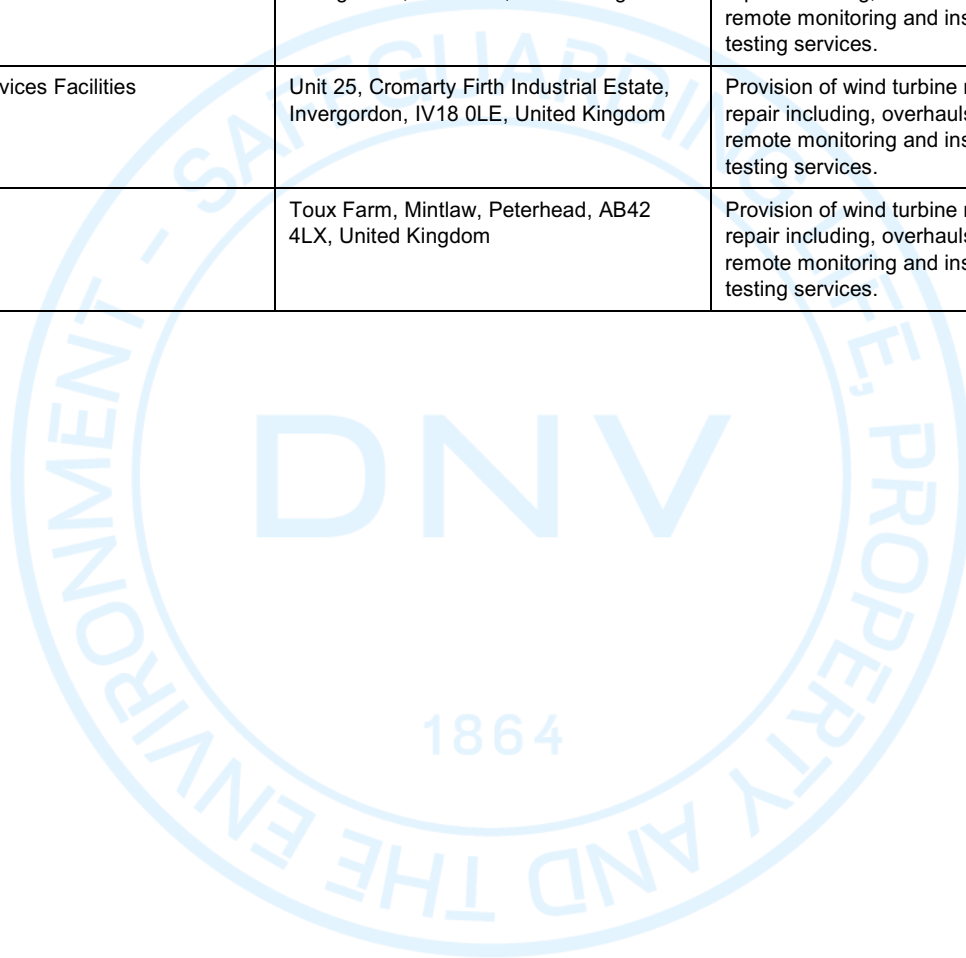 remote monitoring and
testing services.
vices Facilities
Unit 25, Cromarty Firth Industrial Estate,
Invergordon, IV18 0LE, United Kingdom
Provision of wind turbine
repair including, overhauls
remote monitoring and
testing services.
Toux Farm, Mintlaw, Peterhead, AB42
4LX, United Kingdom
Provision of wind turbine
repair including, overhauls
remote monitoring and
testing services.
SAFEGUARDING LIFE, PROPERTY AND THE ENVIRONMENT -
DNV
1864